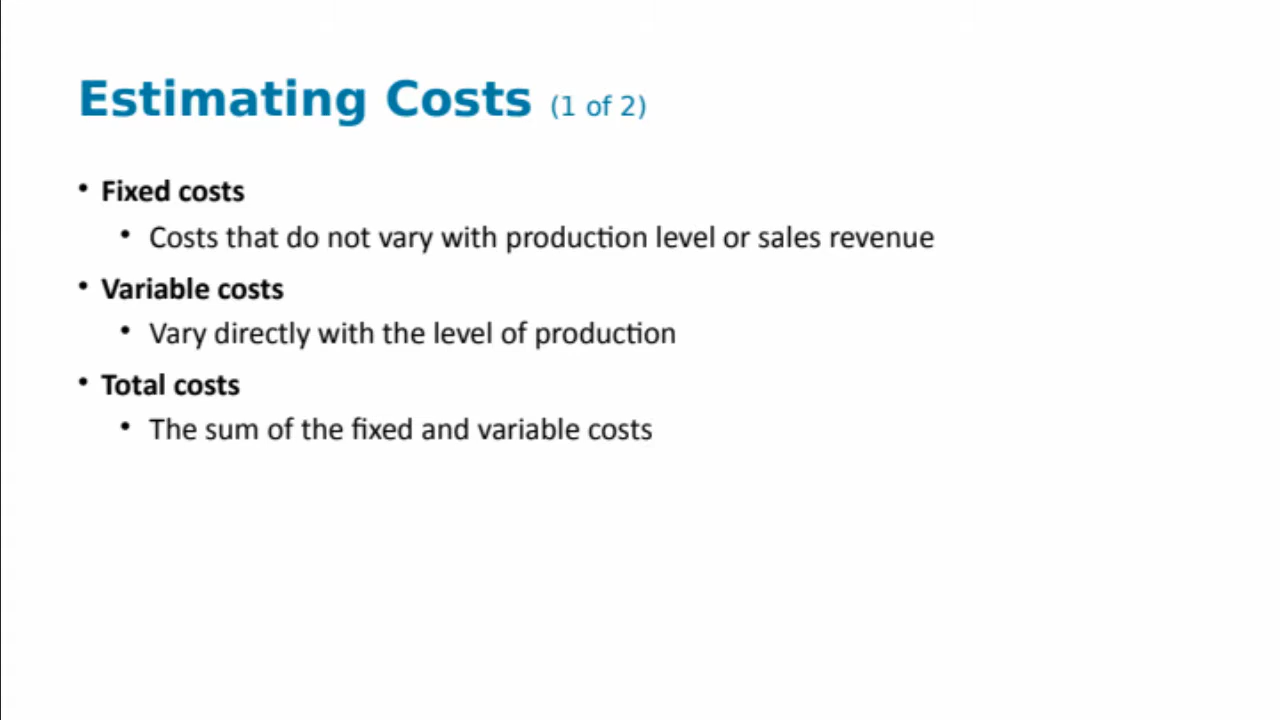 Estimating Costs (1 of 2)
• Fixed costs
• Costs that do not vary with production level or sales revenue
• Variable costs
• Vary directly with the level of production
• Total costs
• The sum of the fixed and variable costs